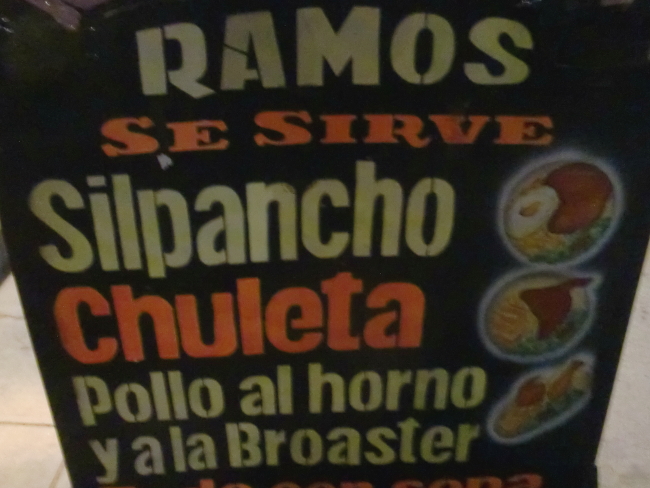 RAMOS
SE SIRVE
Silpancho
Chuleta
Pollo al horno
y a la Broaster